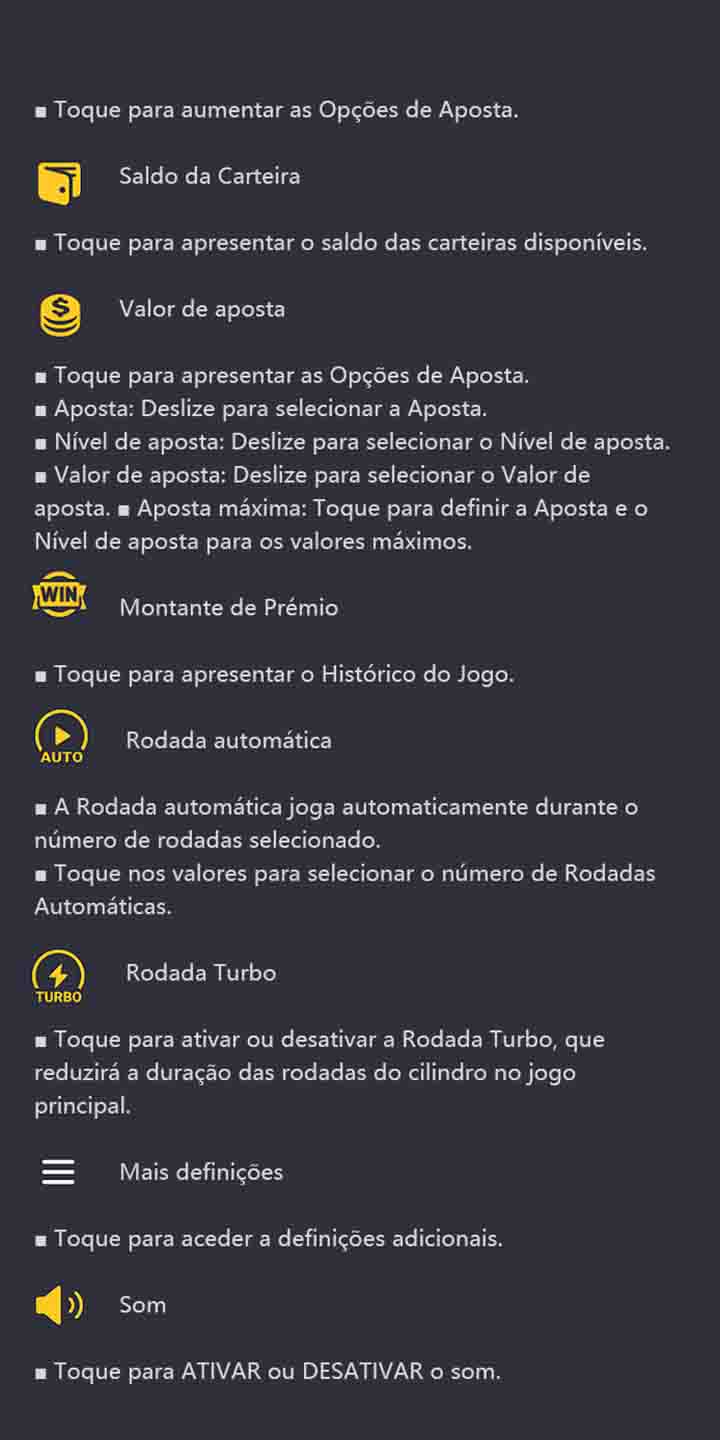 ▪ Toque para aumentar as Opções de Aposta.
Saldo da Carteira
▪ Toque para apresentar o saldo das carteiras disponíveis.
$
Valor de aposta
▪ Toque para apresentar as Opções de Aposta.
▪ Aposta: Deslize para selecionar a Aposta.
▪ Nível de aposta: Deslize para selecionar o Nível de aposta.
▪ Valor de aposta: Deslize para selecionar o Valor de
aposta. ▪ Aposta máxima: Toque para definir a Aposta e o
Nível de aposta para os valores máximos.
WIN
Montante de Prémio
▪ Toque para apresentar o Histórico do Jogo.
AUTO
Rodada automática
▪ A Rodada automática joga automaticamente durante o
número de rodadas selecionado.
▪ Toque nos valores para selecionar o número de Rodadas
Automáticas.
TURBO
Rodada Turbo
▪ Toque para ativar ou desativar a Rodada Turbo, que
reduzirá a duração das rodadas do cilindro no jogo
principal.
Mais definições
▪ Toque para aceder a definições adicionais.
Som
▪ Toque para ATIVAR ou DESATIVAR o som.